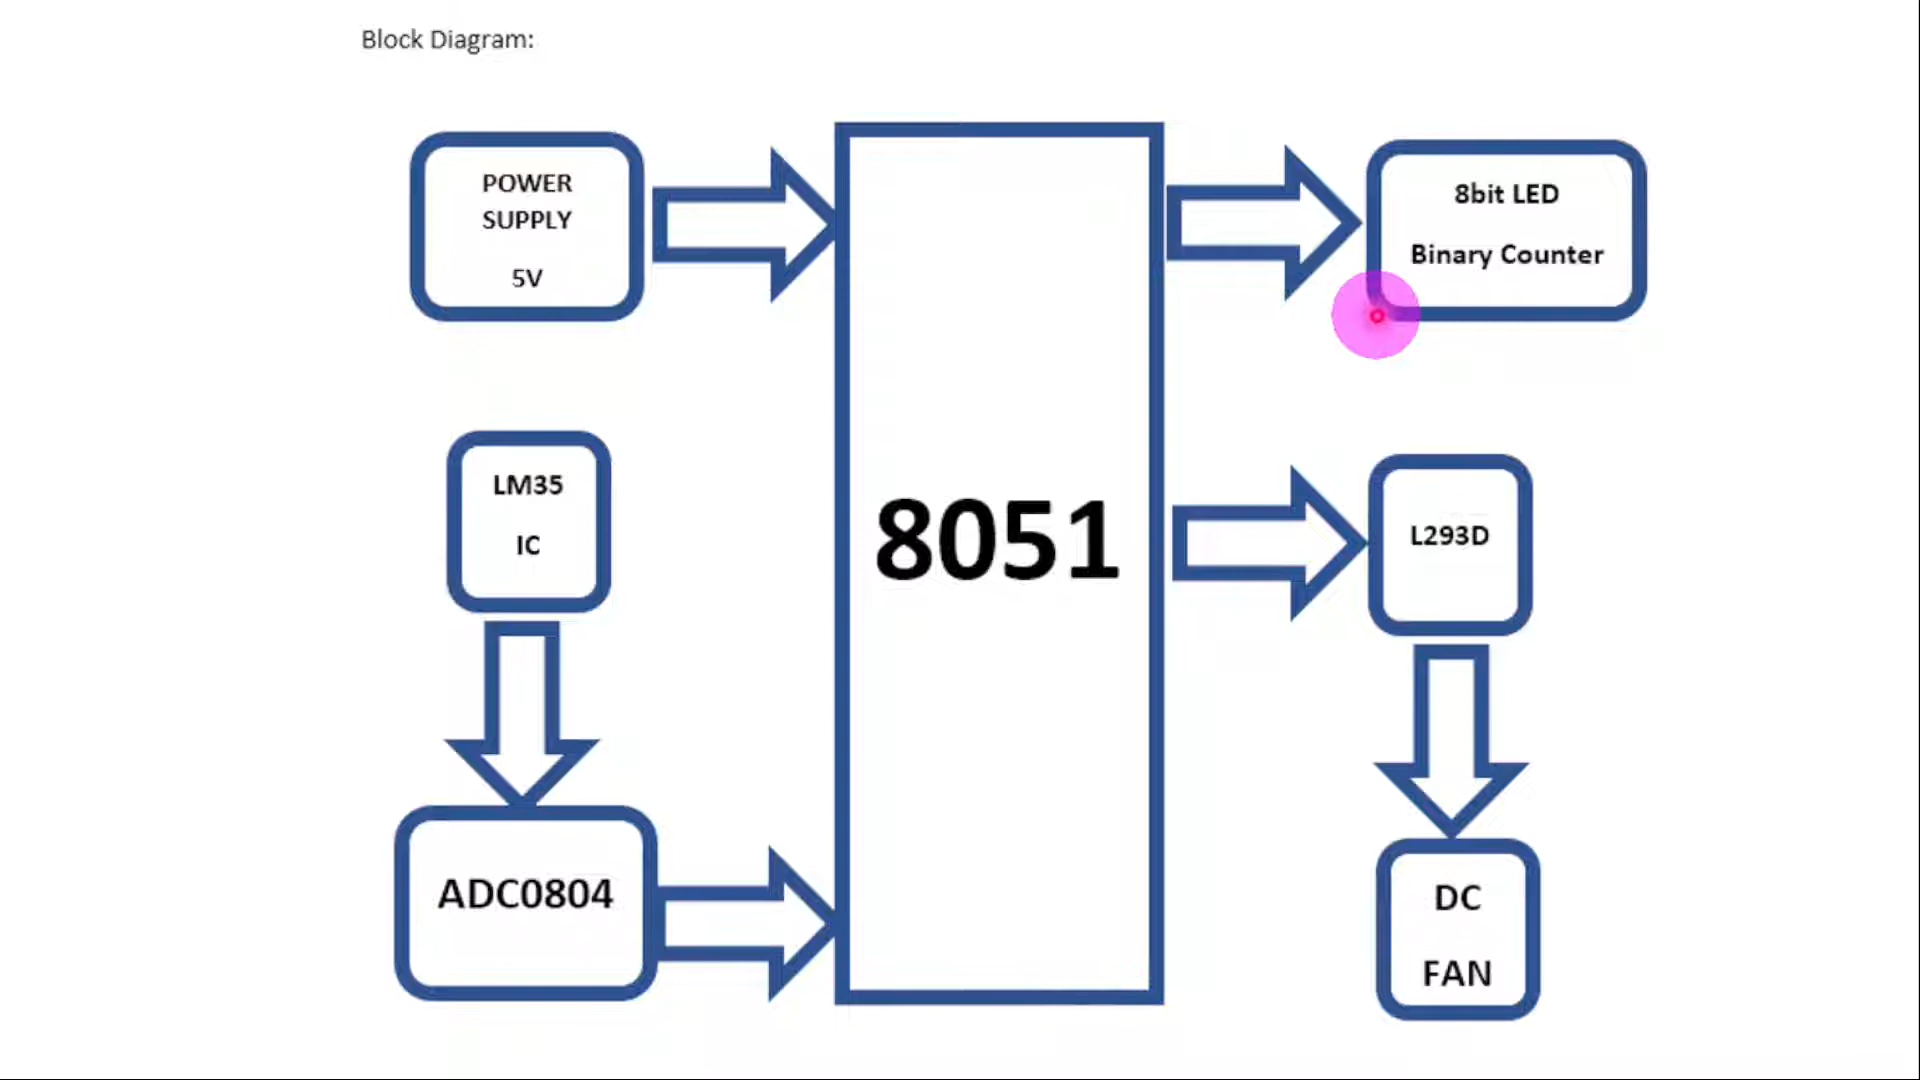 Block Diagram:
POWER
SUPPLY
5V
8bit LED
Binary Counter
LM35
IC
8051
L293D
ADC0804
DC
FAN